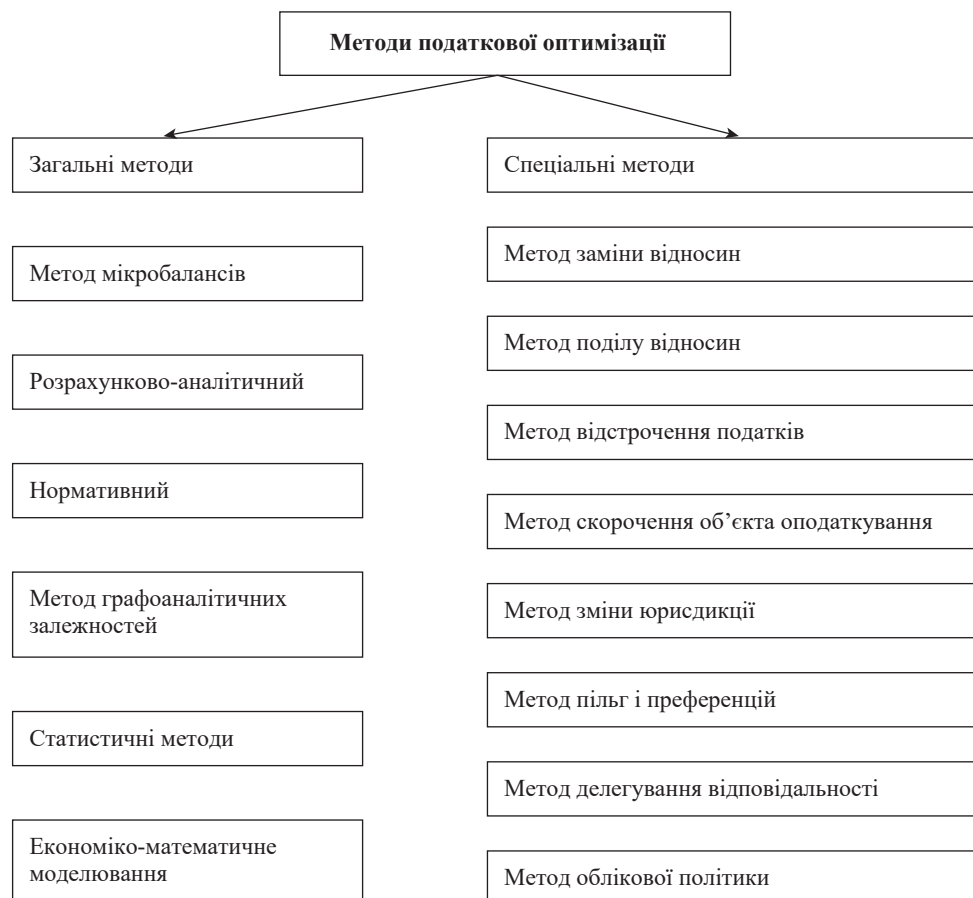 Методи податкової оптимізації
Загальні методи
Метод мікробалансів
Розрахунково-аналітичний
Нормативний
Метод графоаналітичних
залежностей
Статистичні методи
Економіко-математичне
моделювання
Спеціальні методи
Метод заміни відносин
Метод поділу відносин
Метод відстрочення податків
Метод скорочення об’єкта оподаткування
Метод зміни юрисдикції
Метод пільг і преференцій
Метод делегування відповідальності
Метод облікової політики